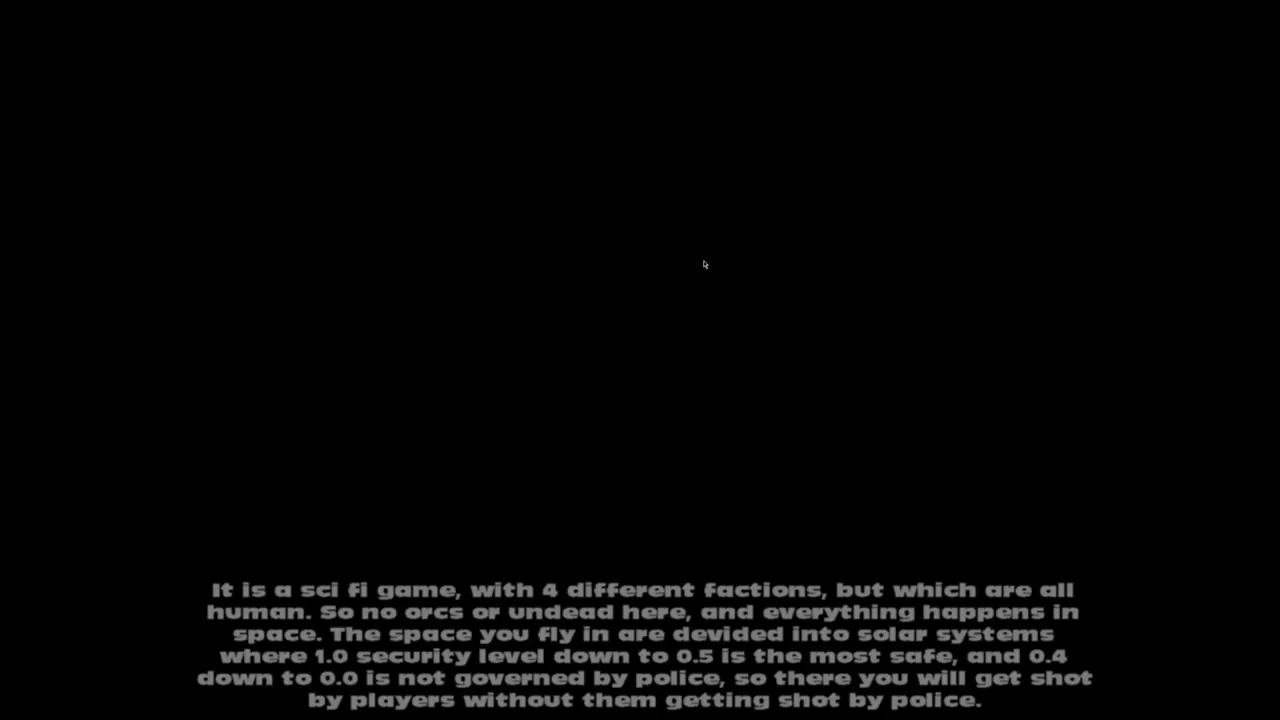 It is a sci fi game, with 4 different factions, but which are all
human. So no orcs or undead here, and everything happens in
space. The space you fly in are devided into solar systems
where 1.0 security level down to 0.5 is the most safe, and 0.4
down to 0.0 is not governed by police, so there you will get shot
by players without them getting shot by police.